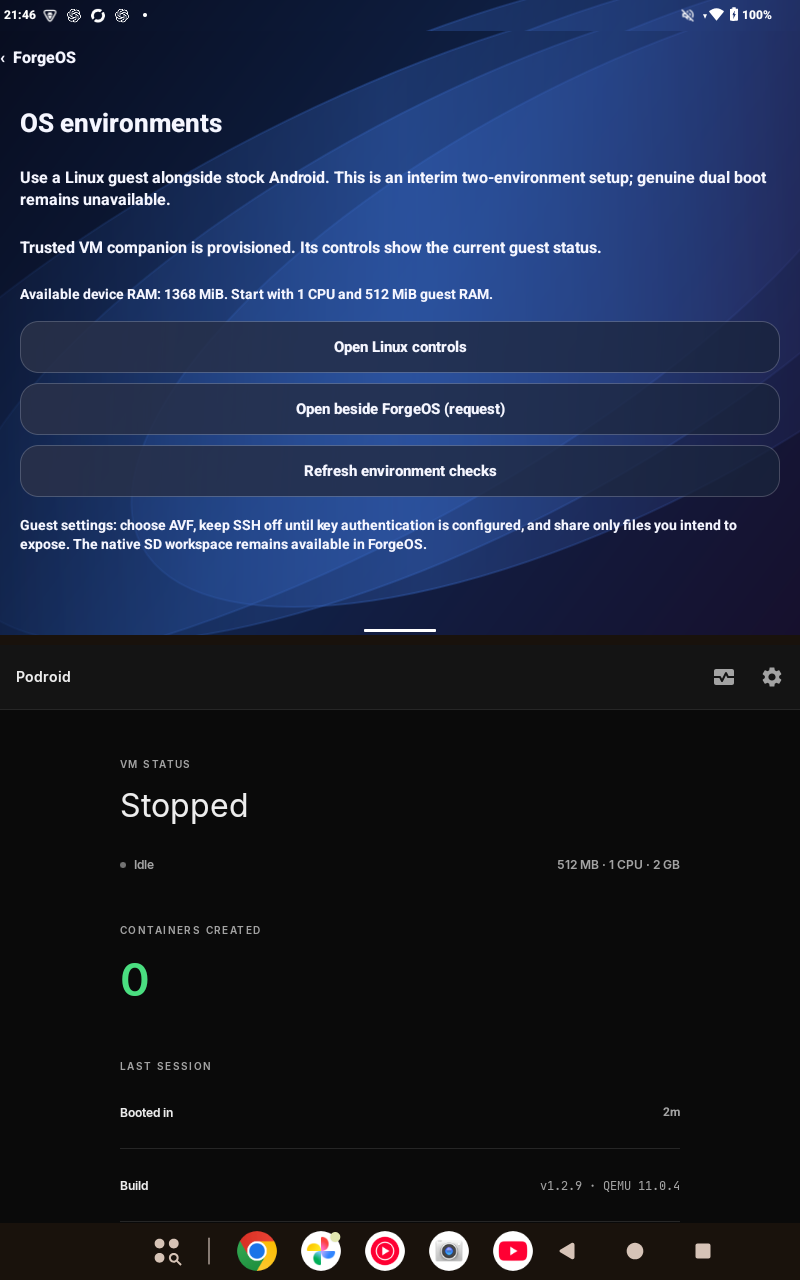 21:46
100%
‹ ForgeOS
OS environments
Use a Linux guest alongside stock Android. This is an interim two-environment setup; genuine dual boot
remains unavailable.
Trusted VM companion is provisioned. Its controls show the current guest status.
Available device RAM: 1368 MiB. Start with 1 CPU and 512 MiB guest RAM.
Open Linux controls
Open beside ForgeOS (request)
Refresh environment checks
Guest settings: choose AVF, keep SSH off until key authentication is configured, and share only files you intend to
expose. The native SD workspace remains available in ForgeOS.
Podroid
VM STATUS
Stopped
Idle
512 MB · 1 CPU · 2 GB
CONTAINERS CREATED
0
LAST SESSION
Booted in
2m
Build
v1.2.9 · QEMU 11.0.4